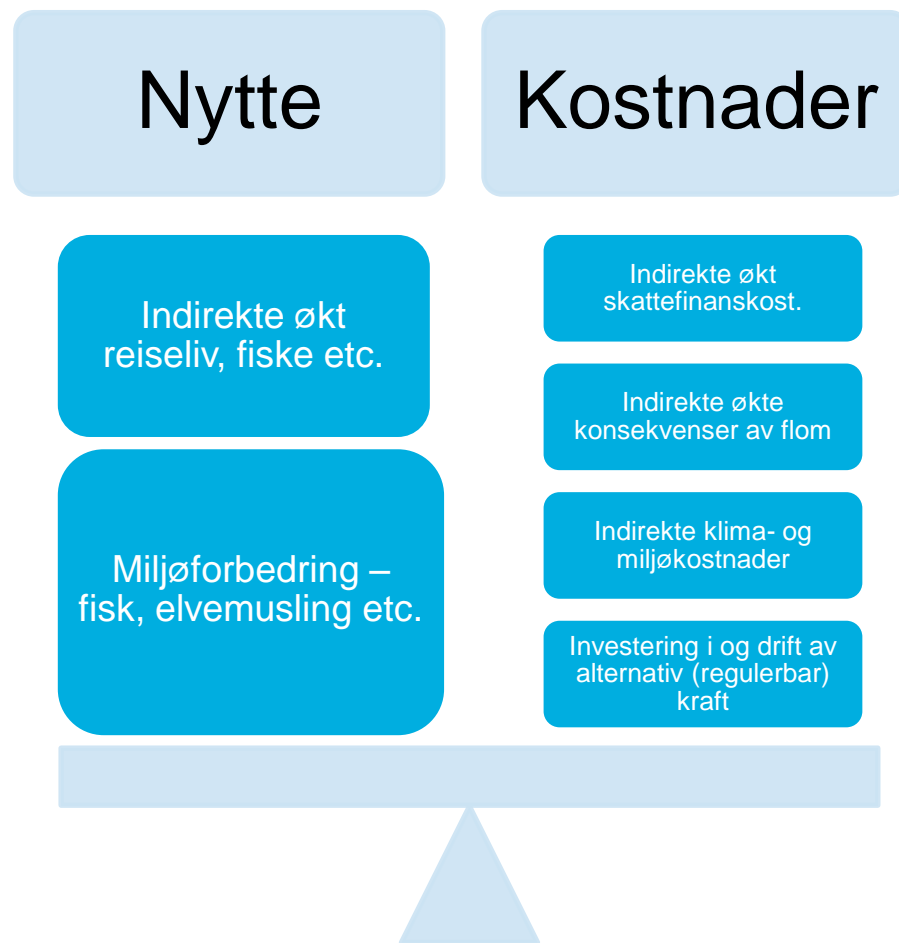 Nytte
Kostnader
Indirekte økt
reiseliv, fiske etc.
Miljøforbedring –
fisk, elvemusling etc.
Indirekte økt
skattefinanskost.
Indirekte økte
konsekvenser av flom
Indirekte klima- og
miljøkostnader
Investering i og drift av
alternativ (regulerbar)
kraft